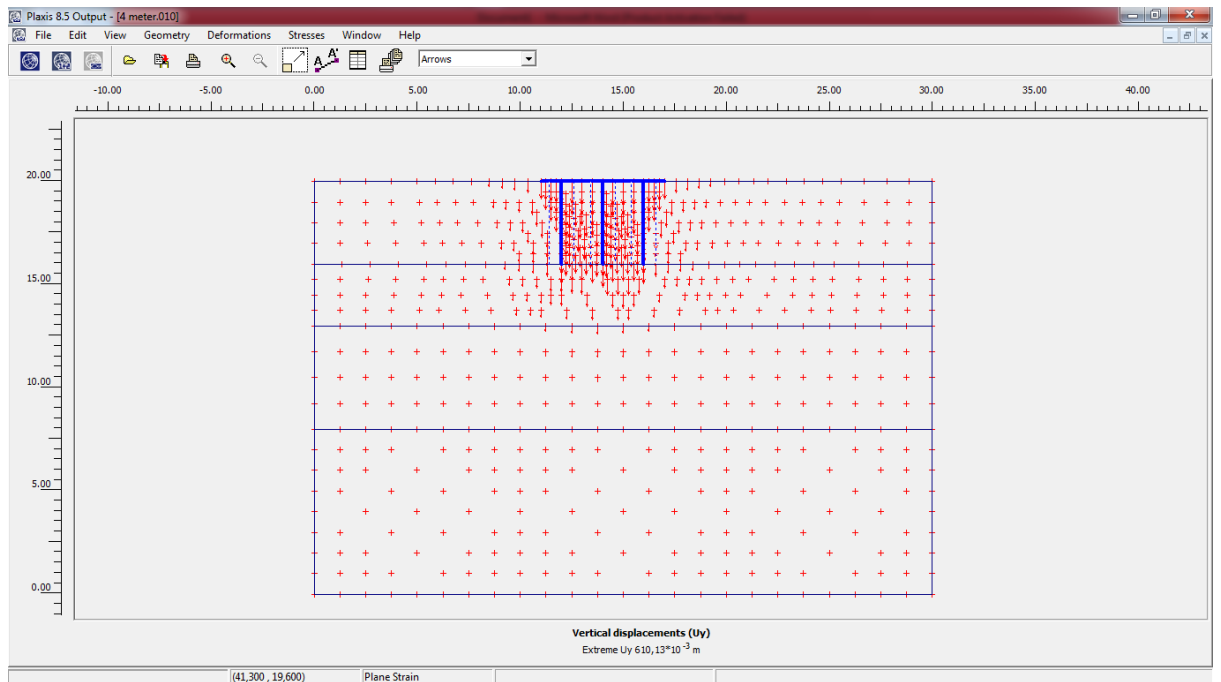 Plaxis 8.5 Output - [4 meter.010]
File Edit View Geometry Deformations Stresses Window Help
Arrows
-10.00 -5.00 0.00 5.00 10.00 15.00 20.00 25.00 30.00 35.00 40.00
20.00
15.00
10.00
5.00
0.00
Vertical displacements (Uy)
Extreme Uy 610,13*10⁻³ m
(41,300 , 19,600) Plane Strain